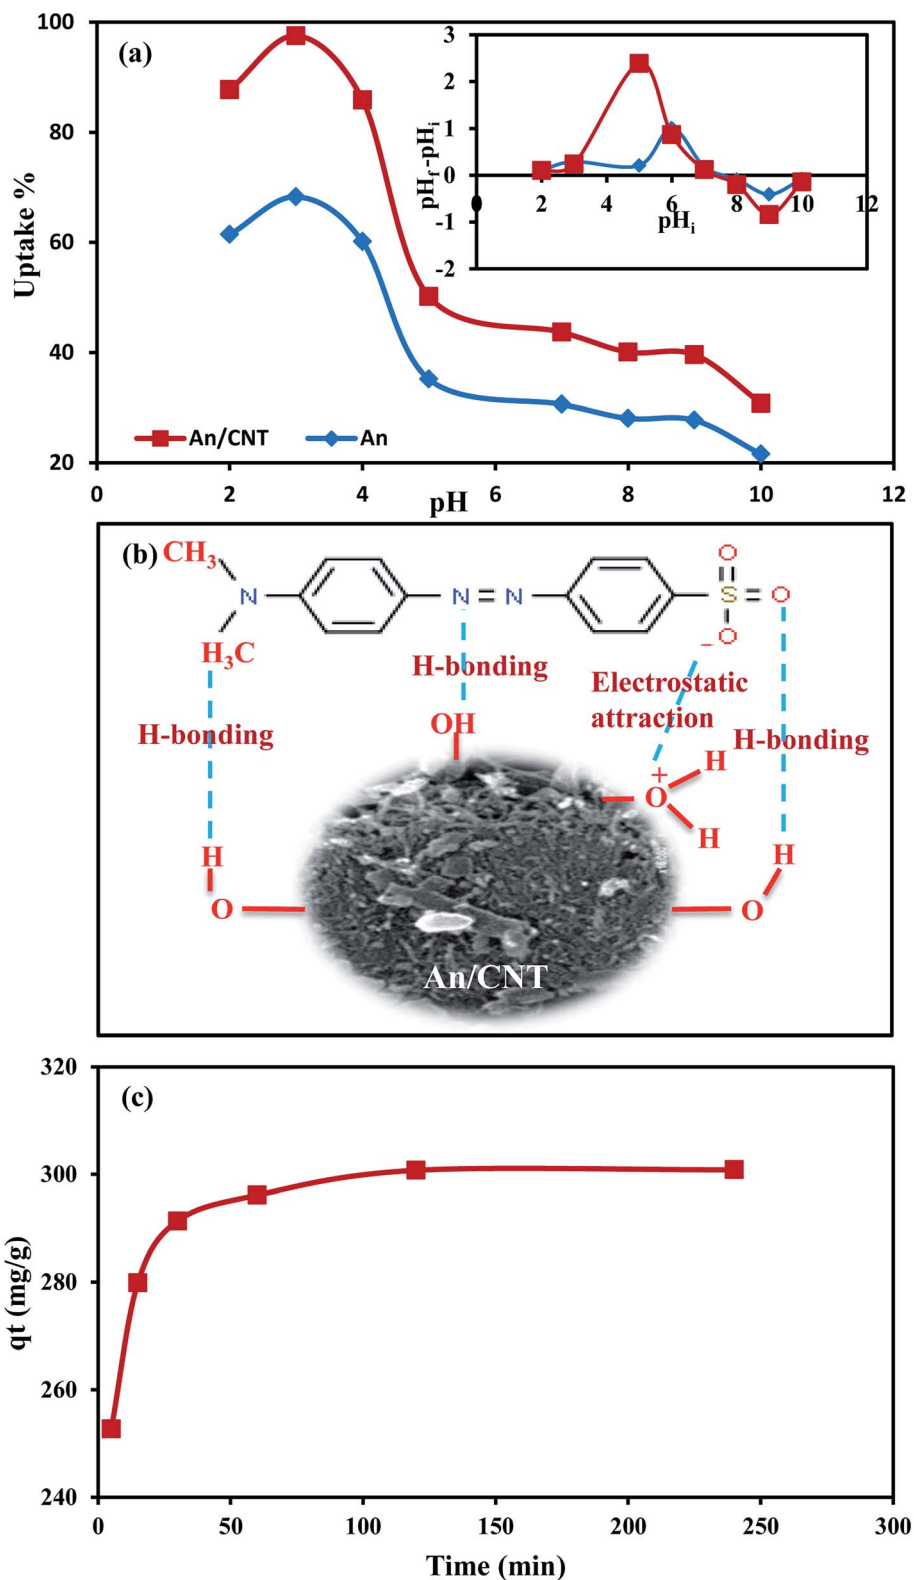 (a)
Uptake %
100
80
60
40
20
0
2
4
6
8
10
12
pH
An/CNT
An
pHf-pHi
3
2
1
0
-1
-2
0
2
4
6
8
10
12
pHi
(b)
CH3
N
N
N
S
O
O
O
−
H3C
H-bonding
Electrostatic
attraction
H-bonding
OH
H-bonding
+
H
O
H
H
H
O
O
An/CNT
(c)
qt (mg/g)
320
300
280
260
240
0
50
100
150
200
250
300
Time (min)